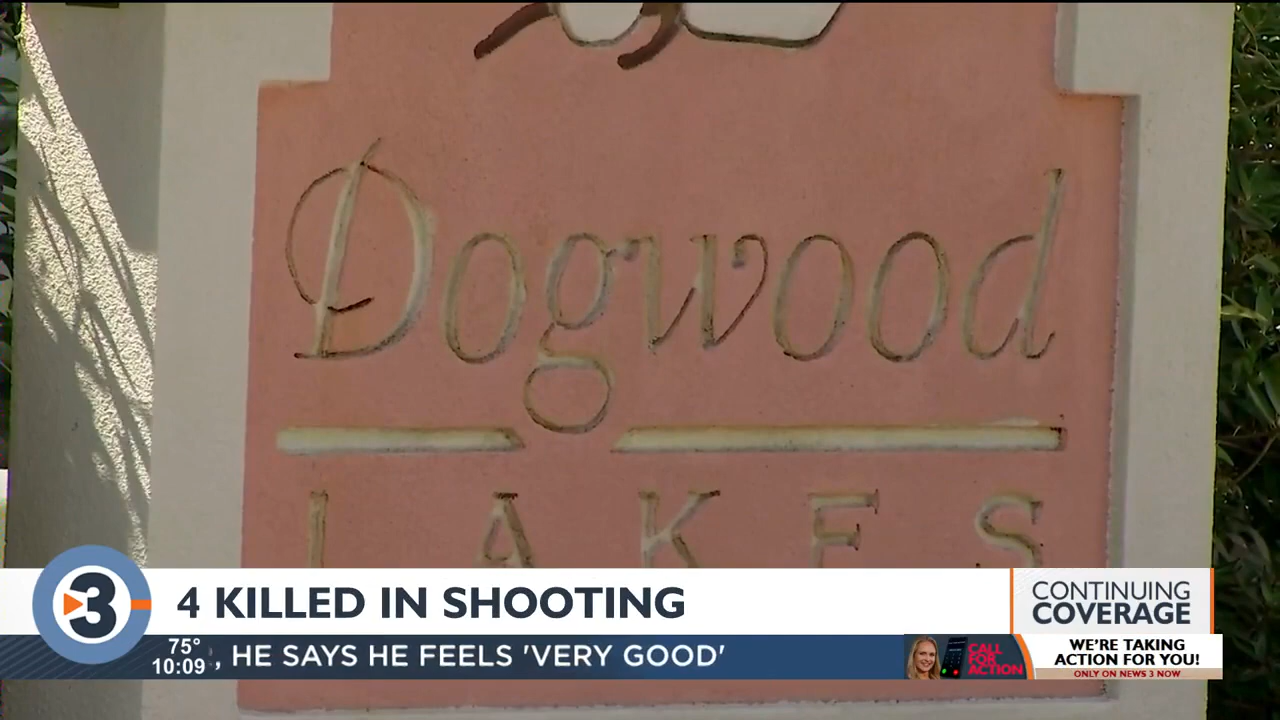 Dogwood
LAKES
3
4 KILLED IN SHOOTING
CONTINUING
COVERAGE
75°
10:09
, HE SAYS HE FEELS 'VERY GOOD'
CALL
FOR
ACTION
WE'RE TAKING
ACTION FOR YOU!
ONLY ON NEWS 3 NOW